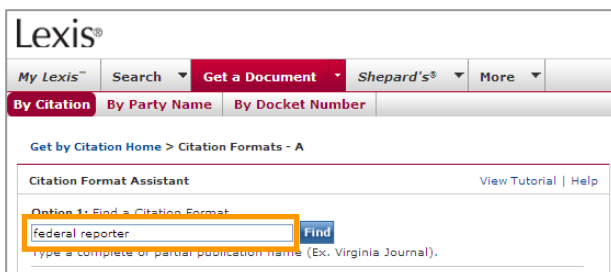 Lexis®
My Lexis™ Search Get a Document Shepard's® More
By Citation By Party Name By Docket Number
Get by Citation Home > Citation Formats - A
Citation Format Assistant View Tutorial | Help
Option 1: Find a Citation Format
federal reporter Find
Type a complete or partial publication name (Ex. Virginia Journal).